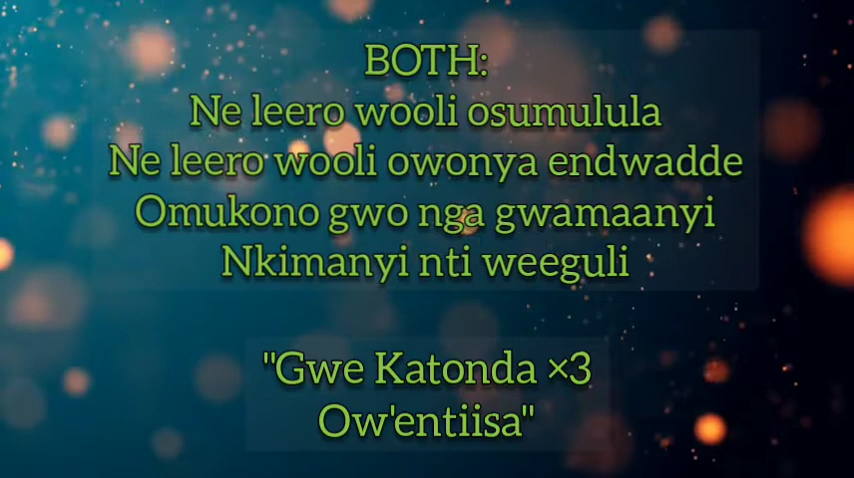 BOTH:
Ne leero wooli osumulula
Ne leero wooli owonya endwadde
Omukono gwo nga gwamaanyi
Nkimanyi nti weeguli
"Gwe Katonda ×3
Ow'entiisa"